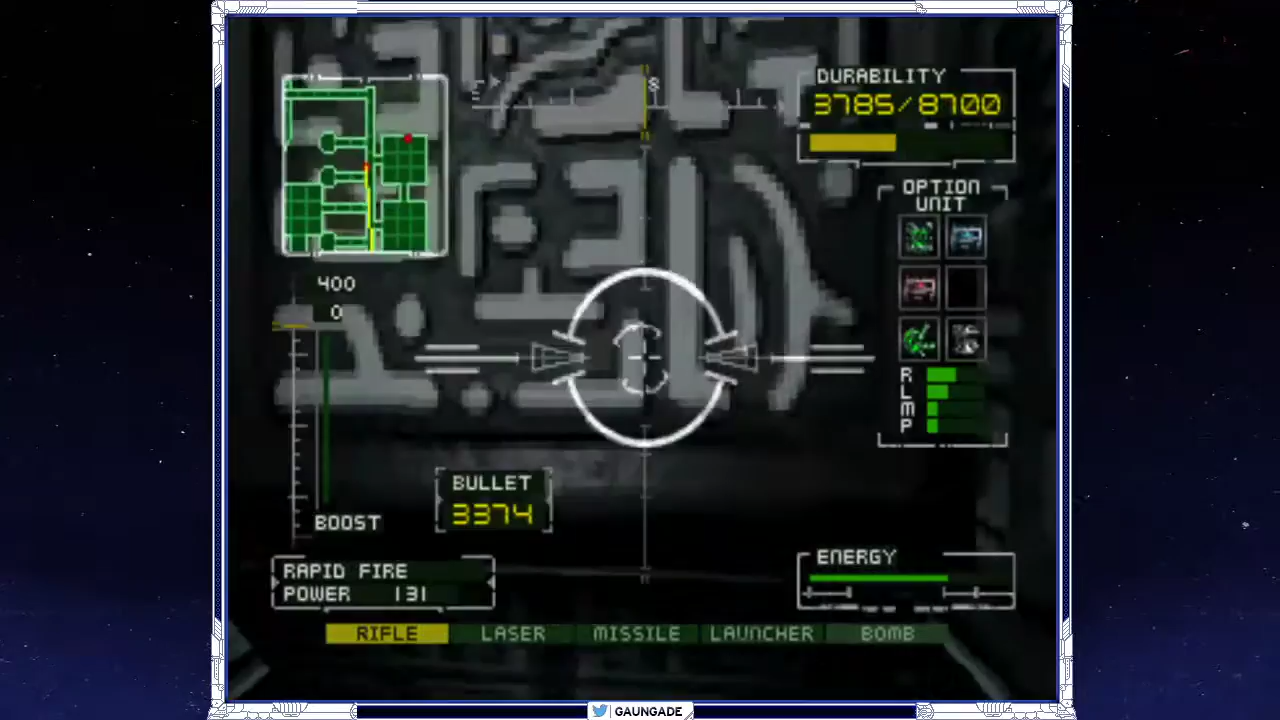 S
E
DURABILITY
3785/8700
OPTION
UNIT
400
0
R
L
M
P
BOOST
BULLET
3374
RAPID FIRE
POWER 131
ENERGY
RIFLE LASER MISSILE LAUNCHER BOMB
GAUNGADE